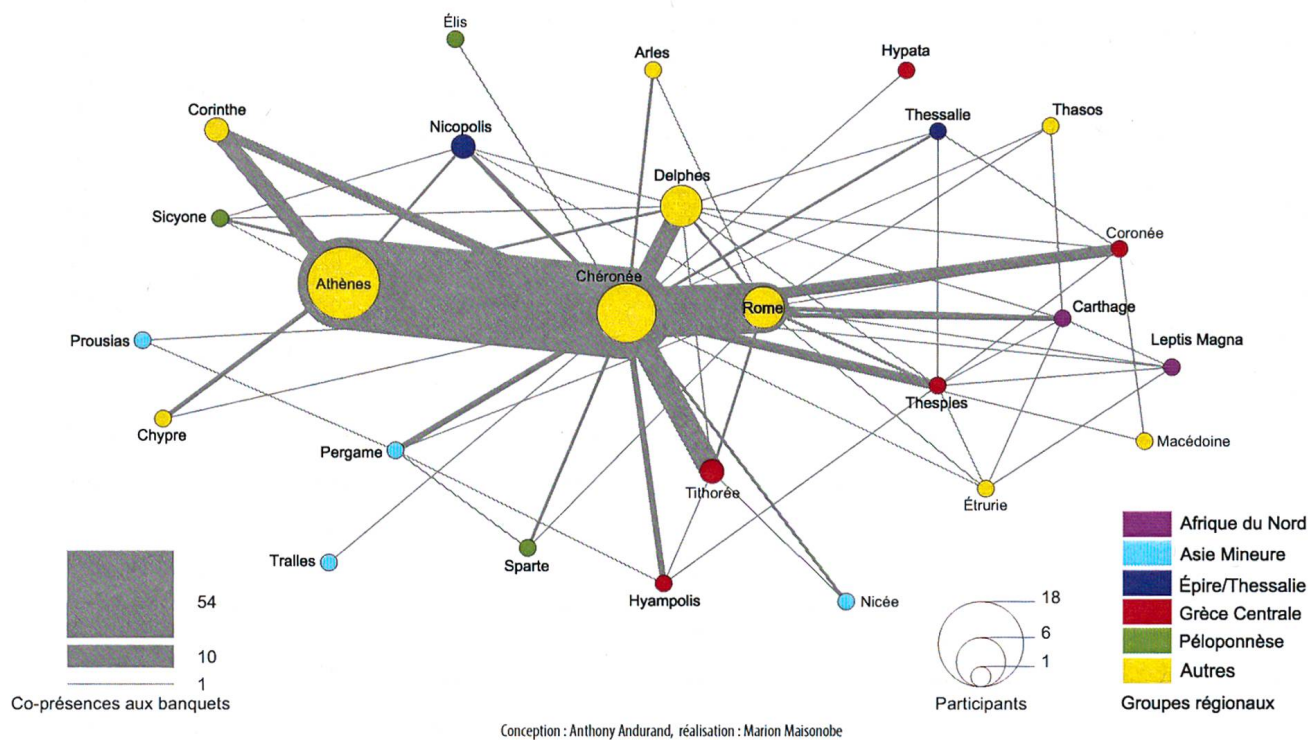 Élis
Arles
Hypata
Corinthe
Nicopolis
Thessalie
Thasos
Delphes
Sicyone
Coronée
Athènes
Chéronée
Rome
Carthage
Prousias
Leptis Magna
Thespies
Chypre
Pergame
Macédoine
Tithorée
Étrurie
Tralles
Sparte
Hyampolis
Nicée
54
10
1
Co-présences aux banquets
18
6
1
Participants
Afrique du Nord
Asie Mineure
Épire/Thessalie
Grèce Centrale
Péloponnèse
Autres
Groupes régionaux
Conception : Anthony Andurand, réalisation : Marion Maisonobe